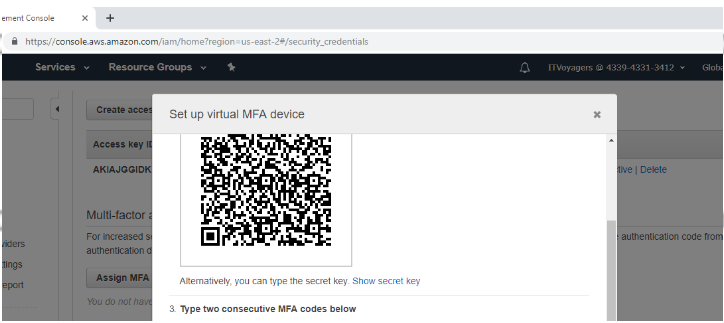 ement Console
https://console.aws.amazon.com/iam/home?region=us-east-2#/security_credentials
Services Resource Groups ITVoyagers @ 4339-4331-3412 Globa
Create acces
Set up virtual MFA device
Access key ID
AKIAJGGIDK
ctive | Delete
Multi-factor a
For increased se
e authentication code from
authentication d
viders
ttings
eport
Assign MFA
You do not have
Alternatively, you can type the secret key. Show secret key
3. Type two consecutive MFA codes below